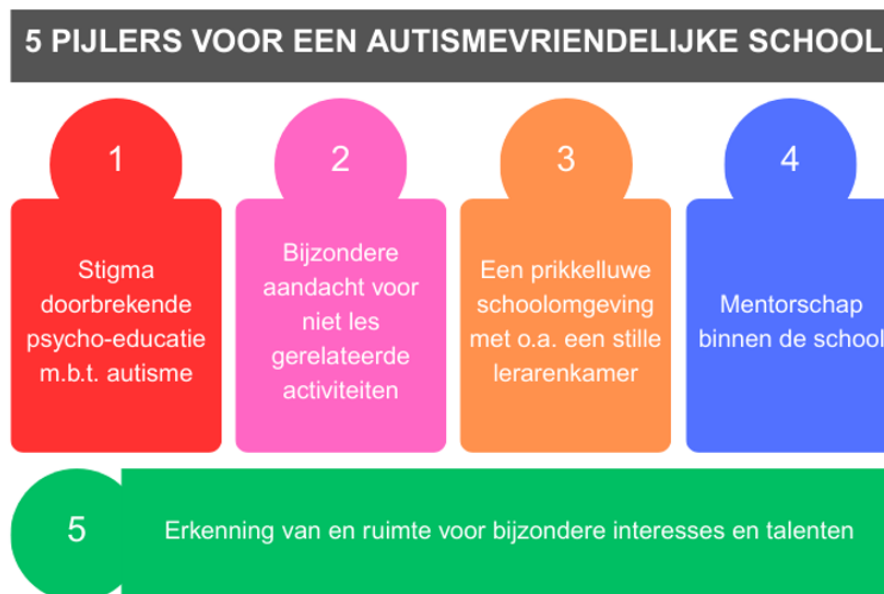 5 PIJLERS VOOR EEN AUTISMEVRIENDELIJKE SCHOOL
1
Stigma
doorbrekende
psycho-educatie
m.b.t. autisme
2
Bijzondere
aandacht voor
niet les
gerelateerde
activiteiten
3
Een prikkelluwe
schoolomgeving
met o.a. een stille
lerarenkamer
4
Mentorschap
binnen de school
5
Erkenning van en ruimte voor bijzondere interesses en talenten